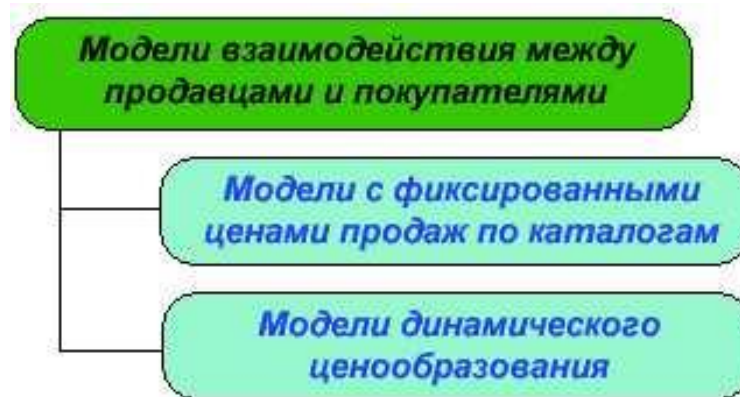 Модели взаимодействия между
продавцами и покупателями
Модели с фиксированными
ценами продаж по каталогам
Модели динамического
ценообразования